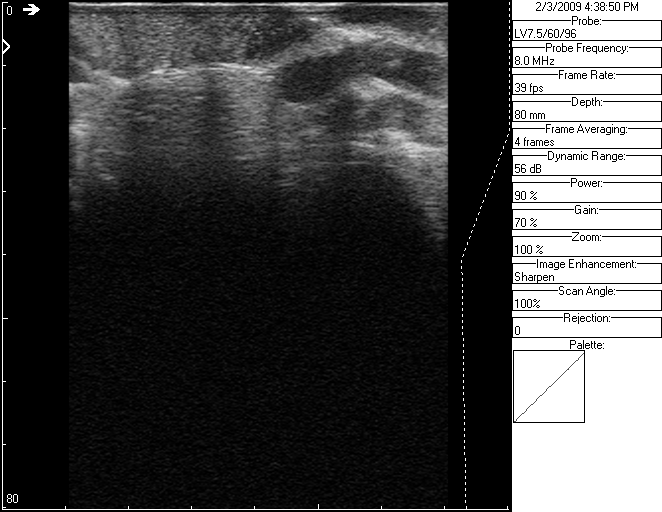 0
80
2/3/2009 4:38:50 PM
Probe:
LV7.5/60/96
Probe Frequency:
8.0 MHz
Frame Rate:
39 fps
Depth:
80 mm
Frame Averaging:
4 frames
Dynamic Range:
56 dB
Power:
90 %
Gain:
70 %
Zoom:
100 %
Image Enhancement:
Sharpen
Scan Angle:
100%
Rejection:
0
Palette: